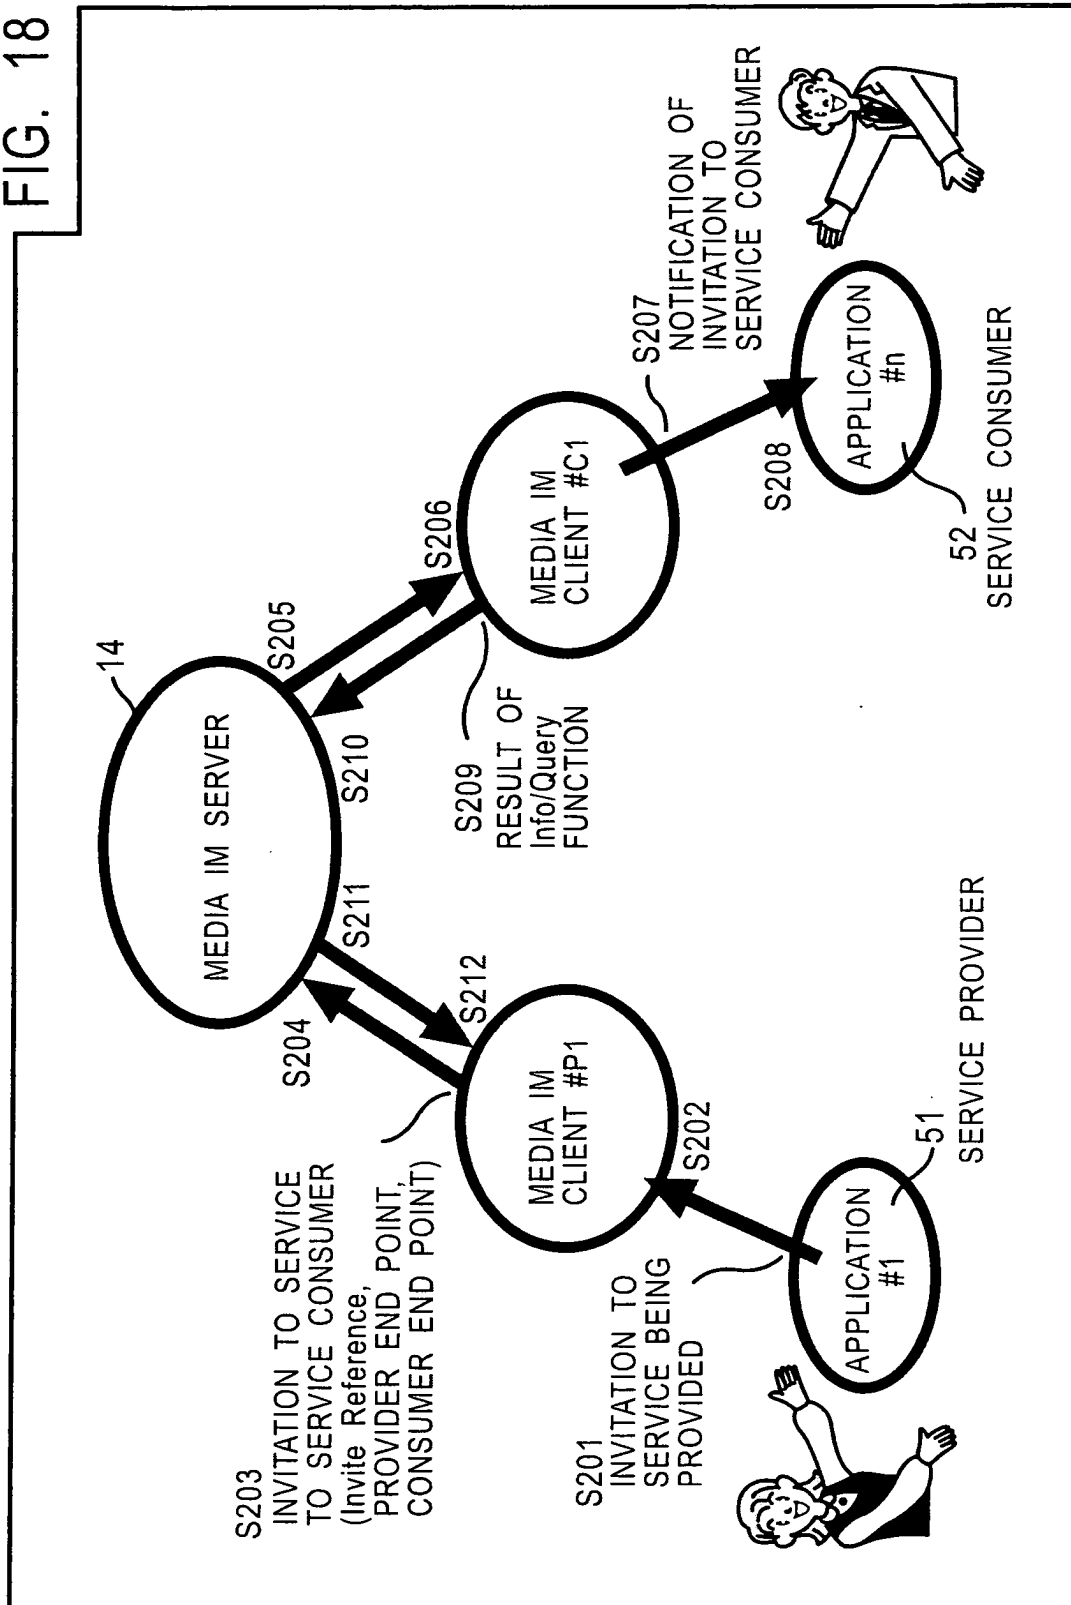 FIG. 18
14
MEDIA IM SERVER
S204
S211
S210
S205
S203
INVITATION TO SERVICE
TO SERVICE CONSUMER
(Invite Reference,
PROVIDER END POINT,
CONSUMER END POINT)
S212
S206
S209
RESULT OF
Info/Query
FUNCTION
MEDIA IM
CLIENT #P1
MEDIA IM
CLIENT #C1
S201
INVITATION TO
SERVICE BEING
PROVIDED
S202
S207
NOTIFICATION OF
INVITATION TO
SERVICE CONSUMER
S208
APPLICATION
#1
APPLICATION
#n
51
SERVICE PROVIDER
52
SERVICE CONSUMER